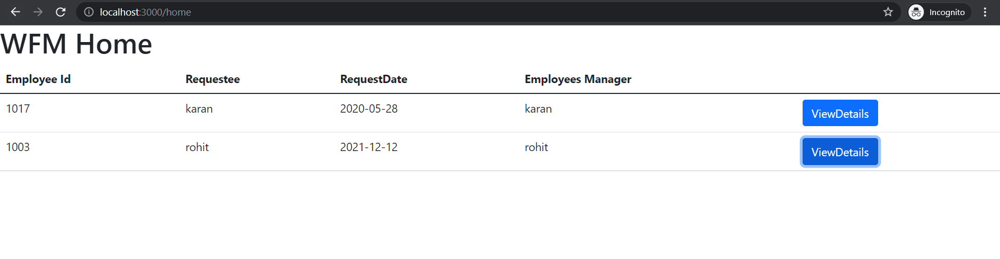 localhost:3000/home Incognito
WFM Home
Employee Id Requestee RequestDate Employees Manager
1017 karan 2020-05-28 karan ViewDetails
1003 rohit 2021-12-12 rohit ViewDetails